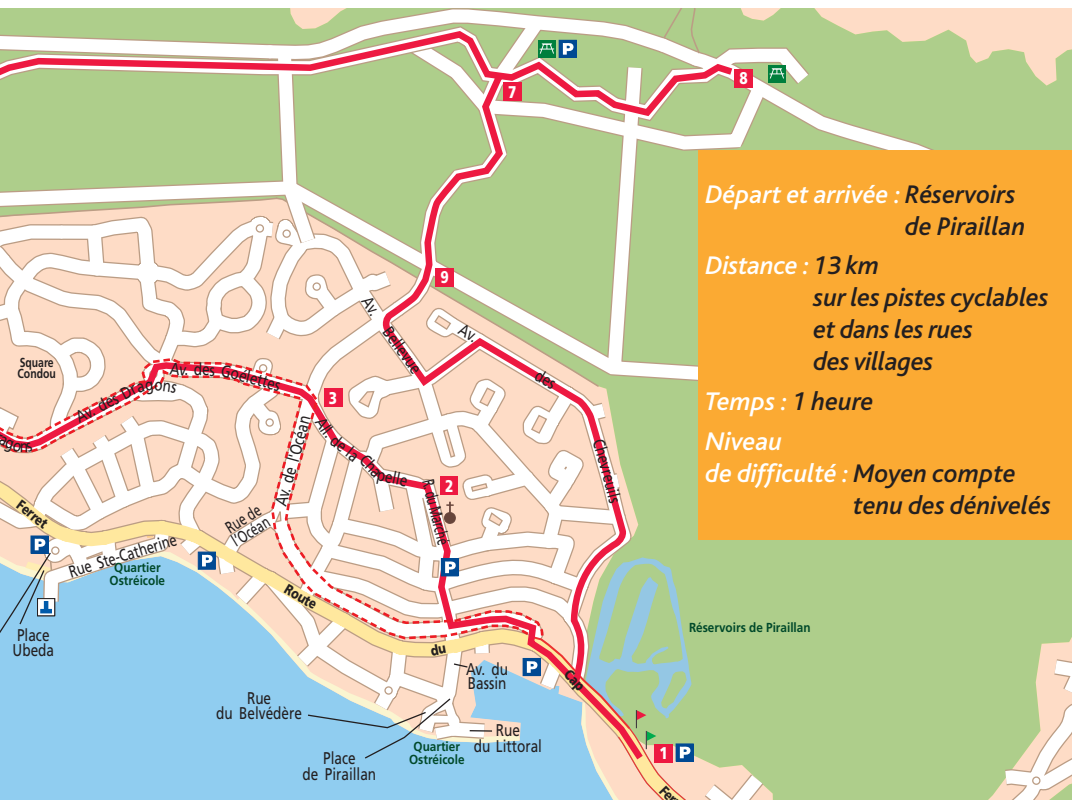 P
7
8
Départ et arrivée : Réservoirs
de Piraillan
Distance : 13 km
sur les pistes cyclables
et dans les rues
des villages
Temps : 1 heure
Niveau
de difficulté : Moyen compte
tenu des dénivelés
9
Av.
Bellevue
Av.
des
Chevreuils
Square
Condou
Av. des Goélettes
Av. des Dragons
agons
3
All. de la Chapelle
Av. de l'Océan
2
R. du Marché
P
Rue de
l'Océan
Ferret
P
Rue Ste-Catherine
P
Quartier
Ostréicole
Place
Ubeda
Route
du
Cap
P
Réservoirs de Piraillan
Av. du
Bassin
Rue
du Belvédère
Rue
du Littoral
Quartier
Ostréicole
Place
de Piraillan
1
P
Fer